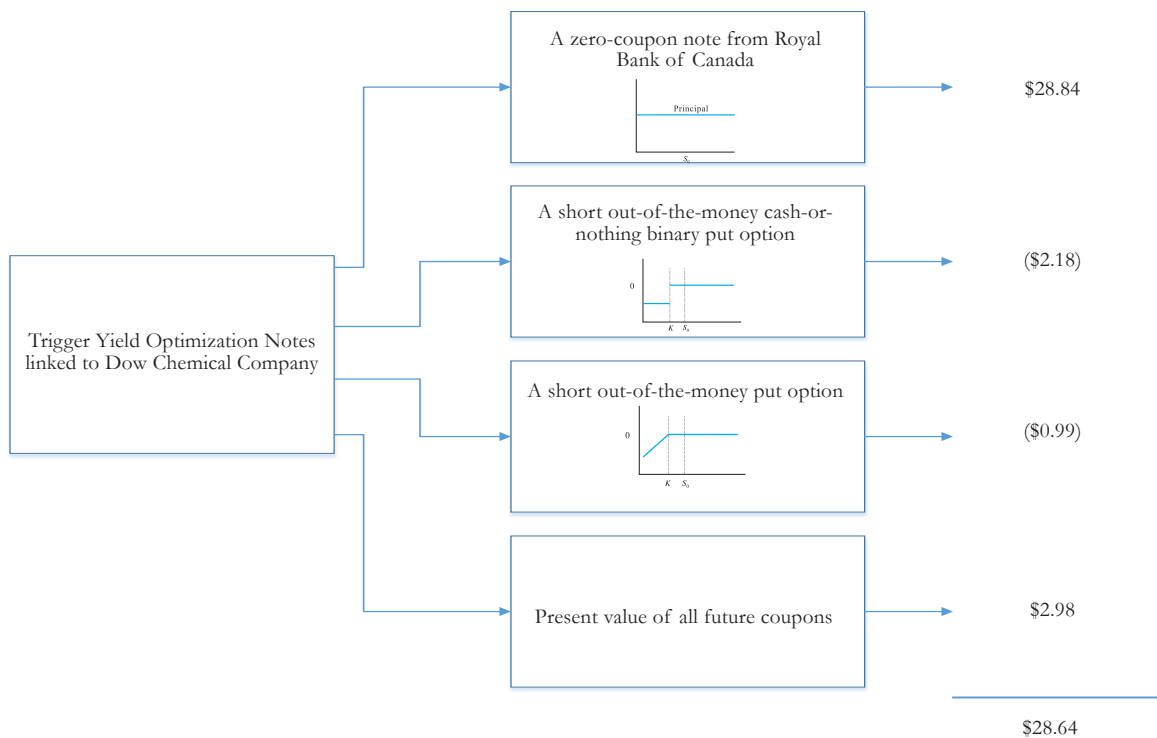 A zero-coupon note from Royal
Bank of Canada
Principal
S₀
$28.84
A short out-of-the-money cash-or-
nothing binary put option
0
K
S₀
($2.18)
Trigger Yield Optimization Notes
linked to Dow Chemical Company
A short out-of-the-money put option
0
K
S₀
($0.99)
Present value of all future coupons
$2.98
$28.64